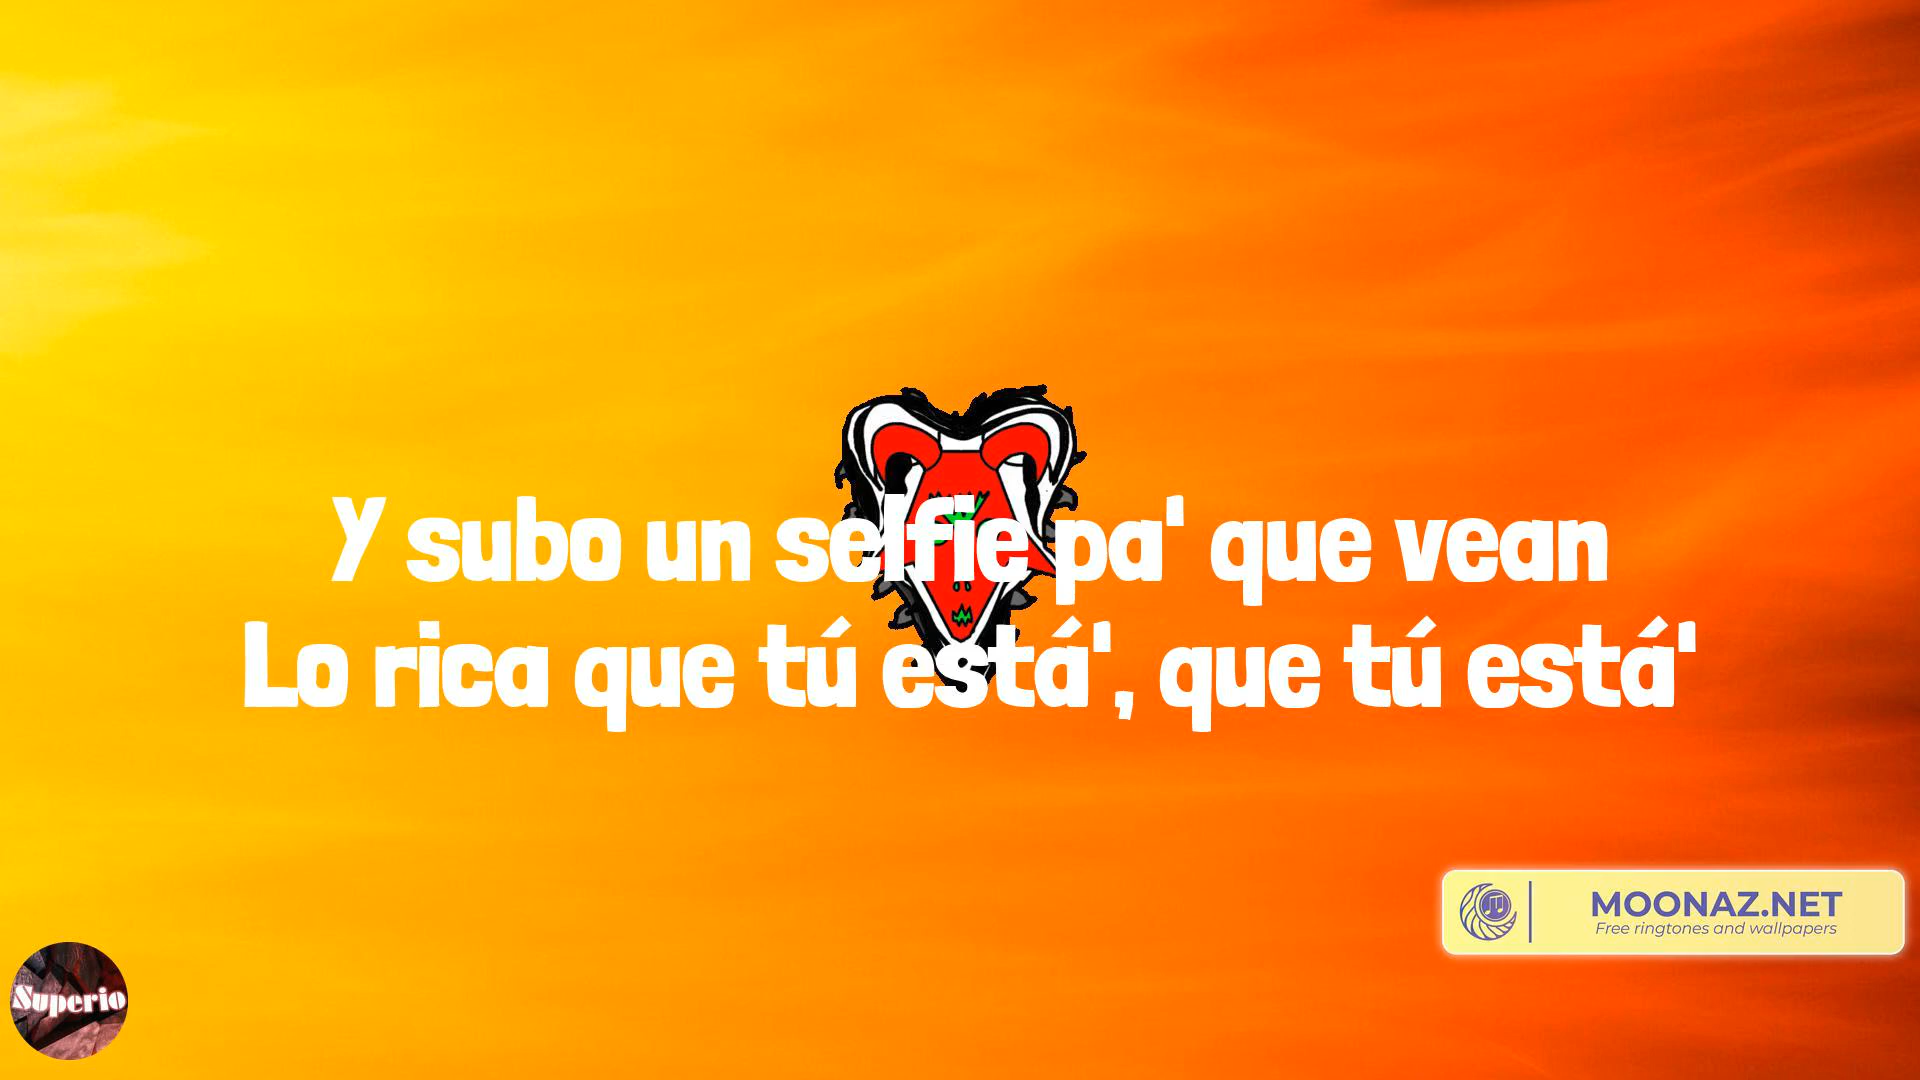 Y subo un selfie pa' que vean
Lo rica que tú está', que tú está'
MOONAZ.NET
Free ringtones and wallpapers
Superio